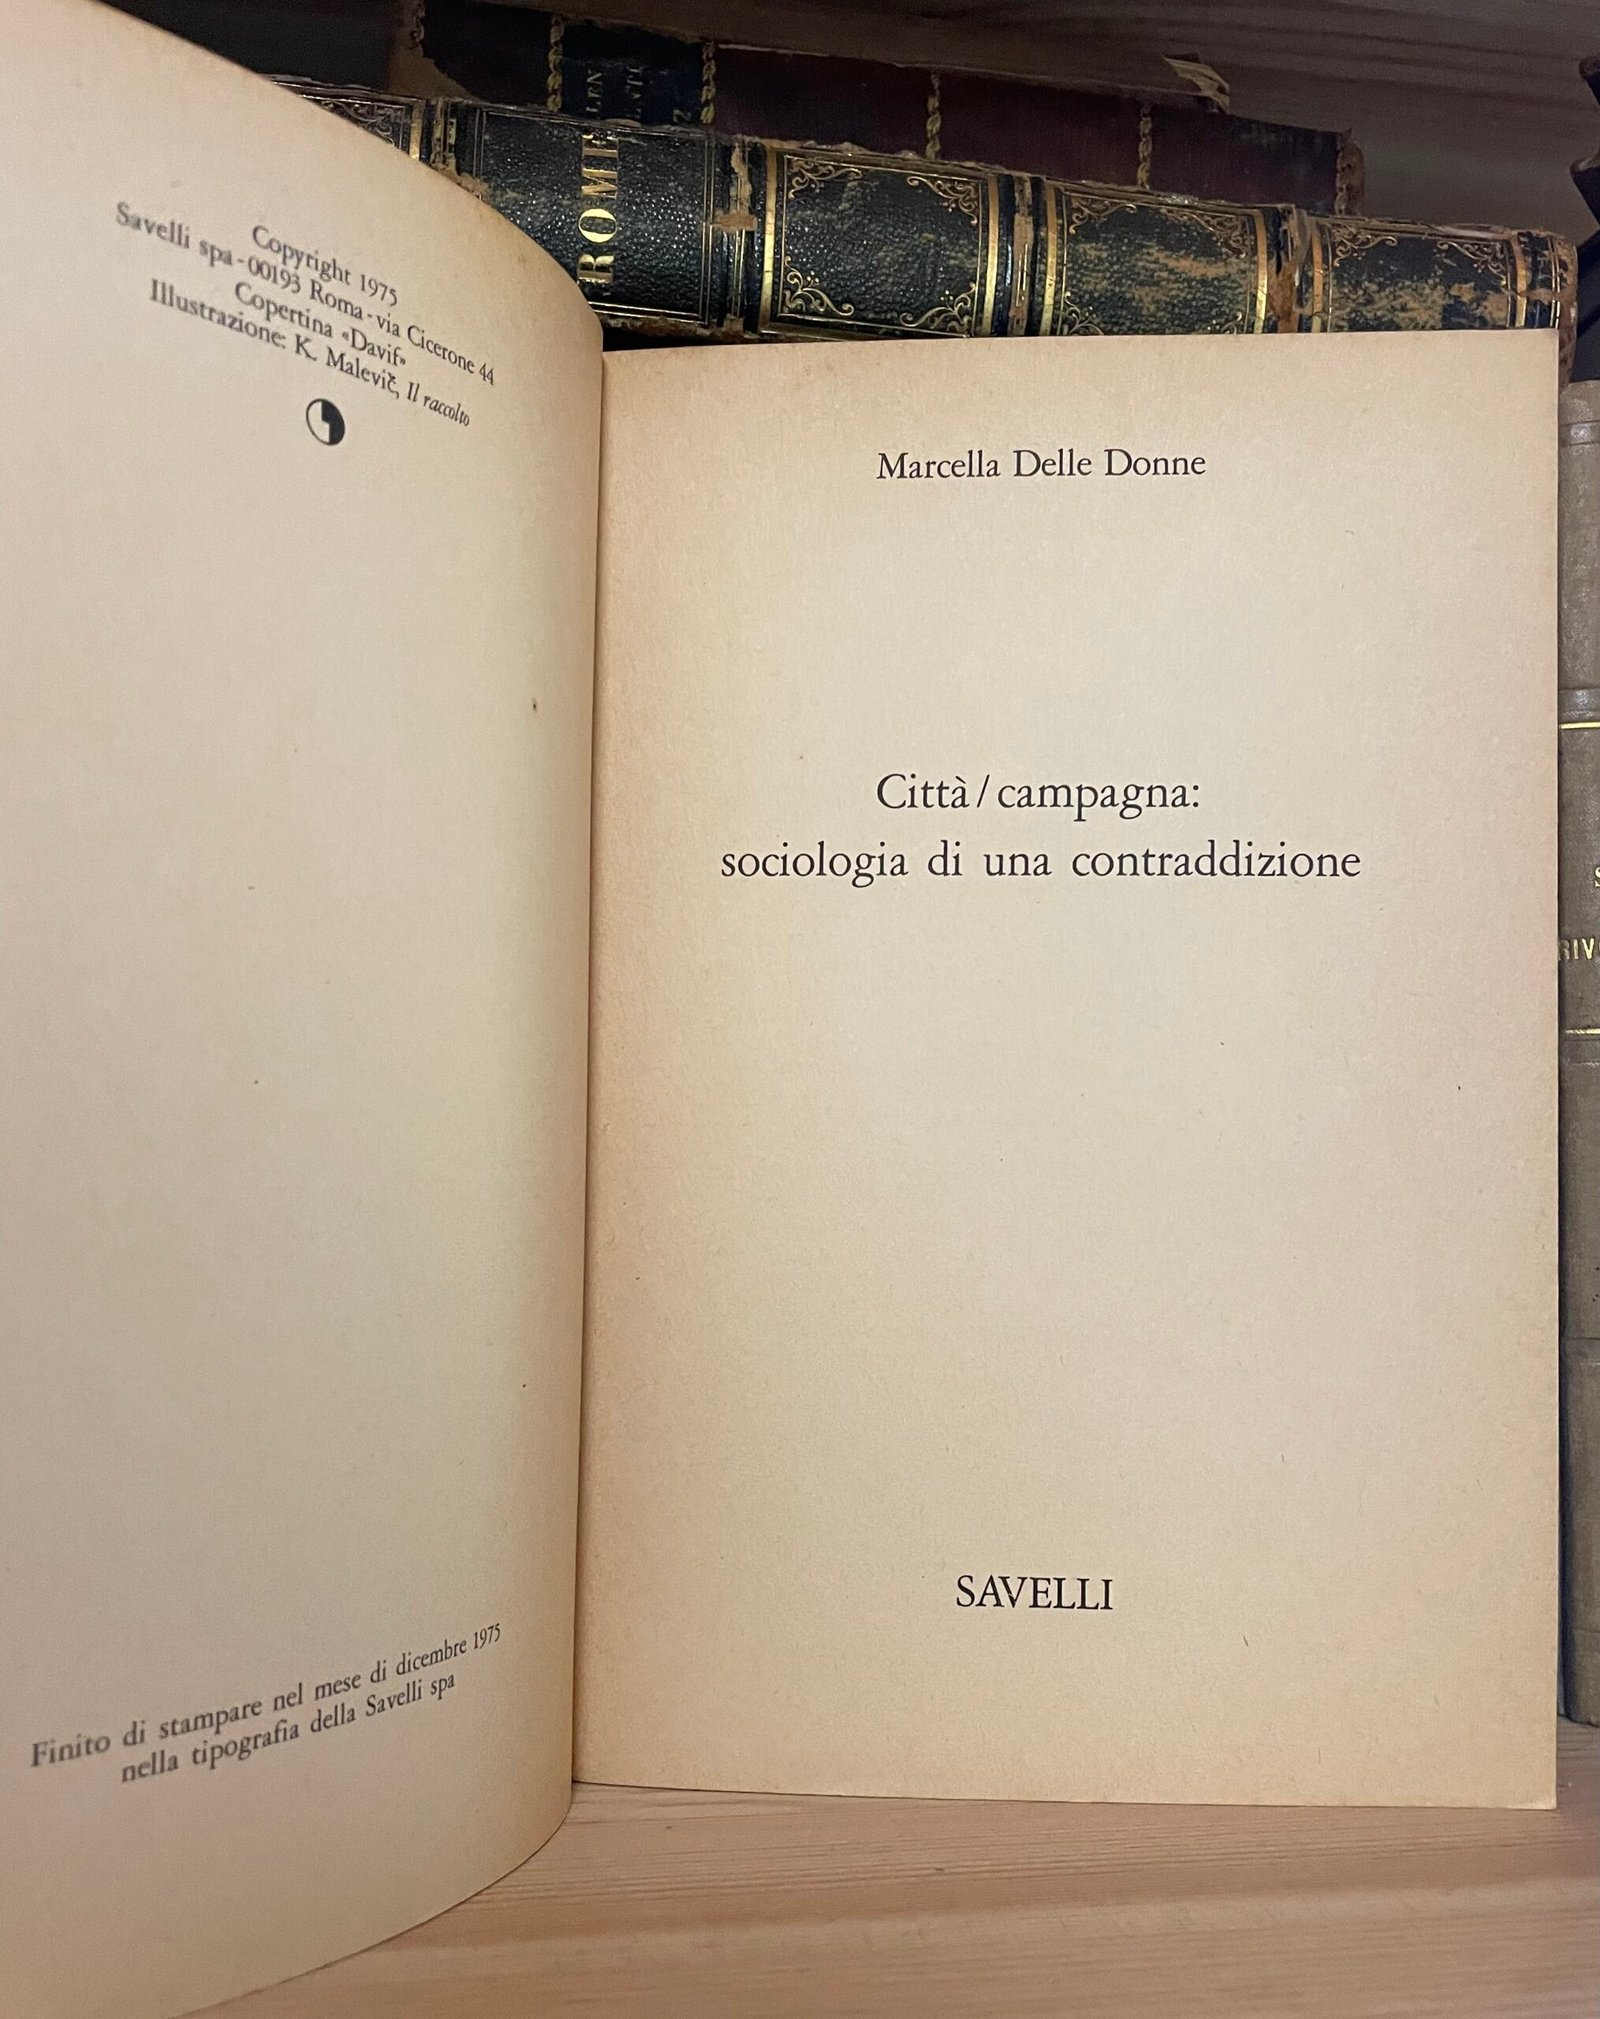 Copyright 1975
Savelli spa - 00193 Roma - via Cicerone 44
Copertina «Davif»
Illustrazione: K. Malevič, Il raccolto
Finito di stampare nel mese di dicembre 1975
nella tipografia della Savelli spa
Marcella Delle Donne
Città / campagna:
sociologia di una contraddizione
SAVELLI
ROME